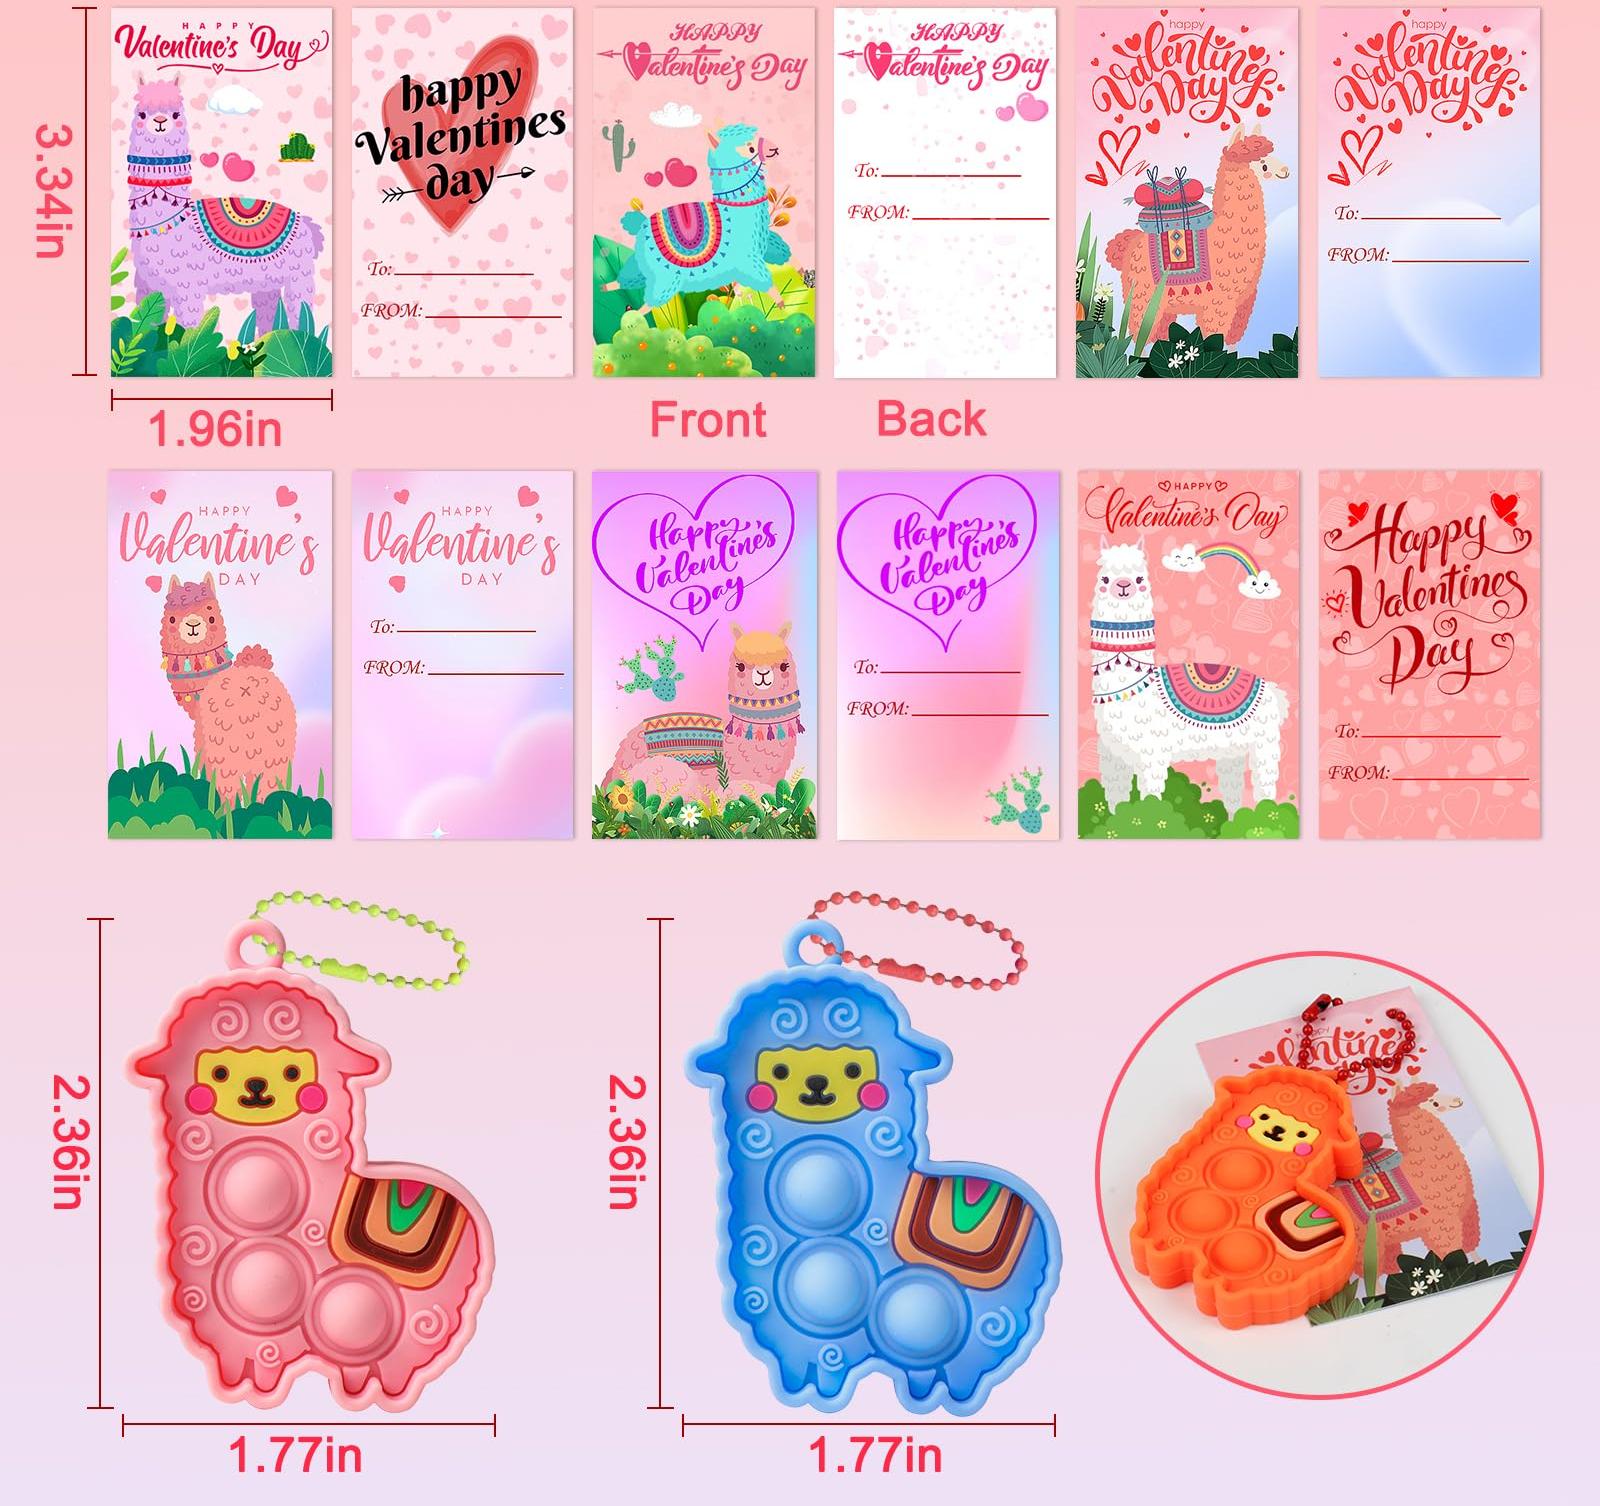 HAPPY
Valentine's Day
happy
Valentines
day
To:
FROM:
HAPPY
Valentine's Day
HAPPY
Valentine's Day
To:
FROM:
happy
Valentine's
Day
happy
Valentine's
Day
To:
FROM:
3.34in
1.96in
Front
Back
HAPPY
Valentine's
DAY
HAPPY
Valentine's
DAY
To:
FROM:
Happy
Valentine's
Day
Happy
Valentine's
Day
To:
FROM:
HAPPY
Valentine's Day
Happy
Valentines
Day
To:
FROM:
2.36in
1.77in
2.36in
1.77in